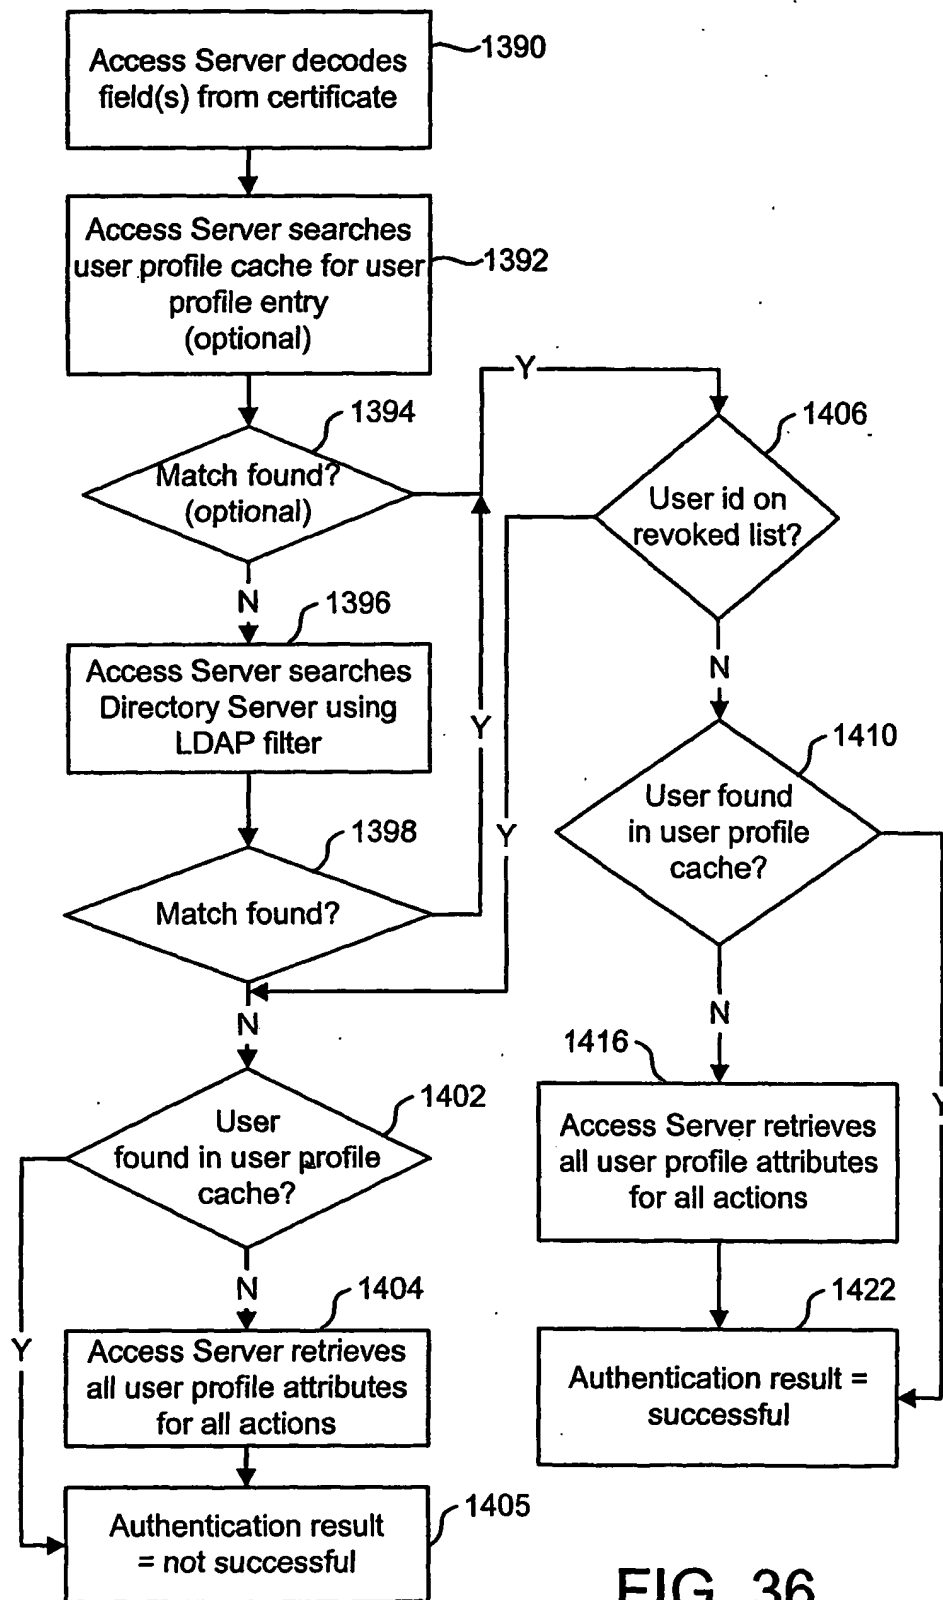 Access Server decodes
field(s) from certificate
1390
Access Server searches
user profile cache for user
profile entry
(optional)
1392
Match found?
(optional)
1394
Y
N
Access Server searches
Directory Server using
LDAP filter
1396
Match found?
1398
Y
N
User id on
revoked list?
1406
Y
N
User found
in user profile
cache?
1410
Y
N
Access Server retrieves
all user profile attributes
for all actions
1416
Authentication result =
successful
1422
User
found in user profile
cache?
1402
Y
N
Access Server retrieves
all user profile attributes
for all actions
1404
Authentication result
= not successful
1405
FIG. 36